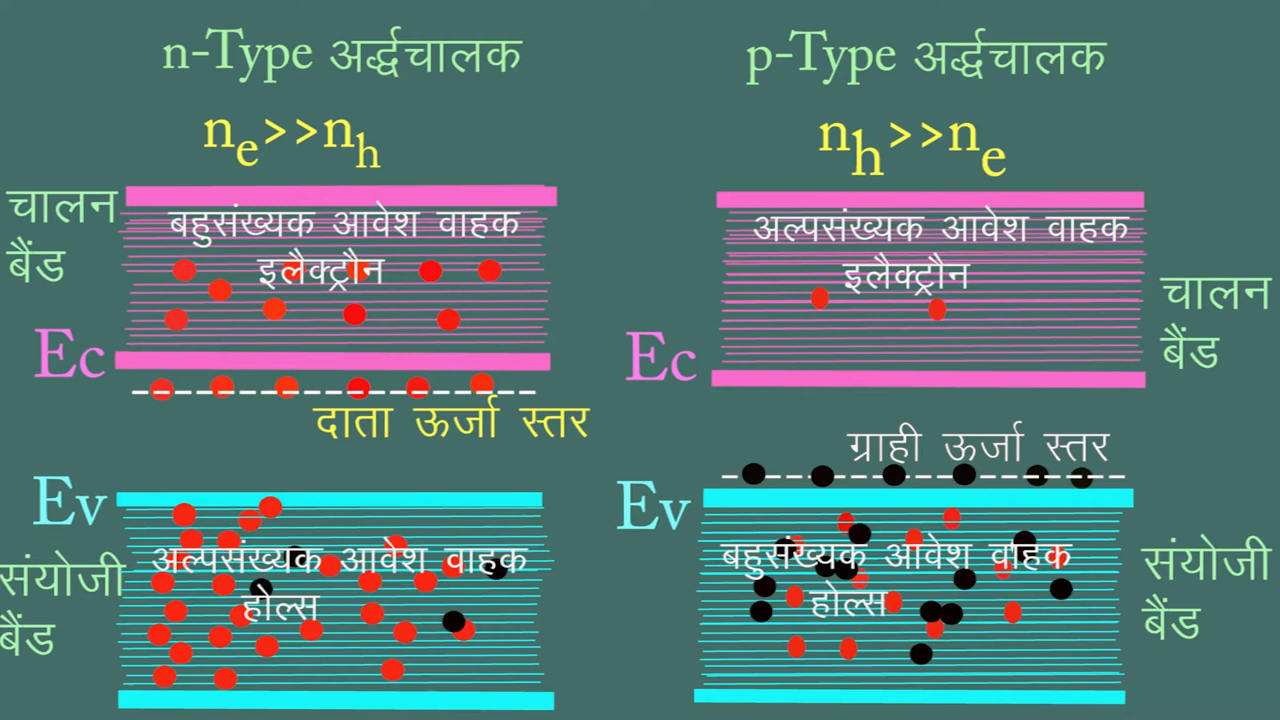 n-Type अर्द्धचालक
ne>>nh
चालन
बैंड
बहुसंख्यक आवेश वाहक
इलैक्ट्रौन
Ec
दाता ऊर्जा स्तर
Ev
संयोजी
बैंड
अल्पसंख्यक आवेश वाहक
होल्स
p-Type अर्द्धचालक
nh>>ne
अल्पसंख्यक आवेश वाहक
इलैक्ट्रौन
चालन
बैंड
Ec
ग्राही ऊर्जा स्तर
Ev
बहुसंख्यक आवेश वाहक
होल्स
संयोजी
बैंड